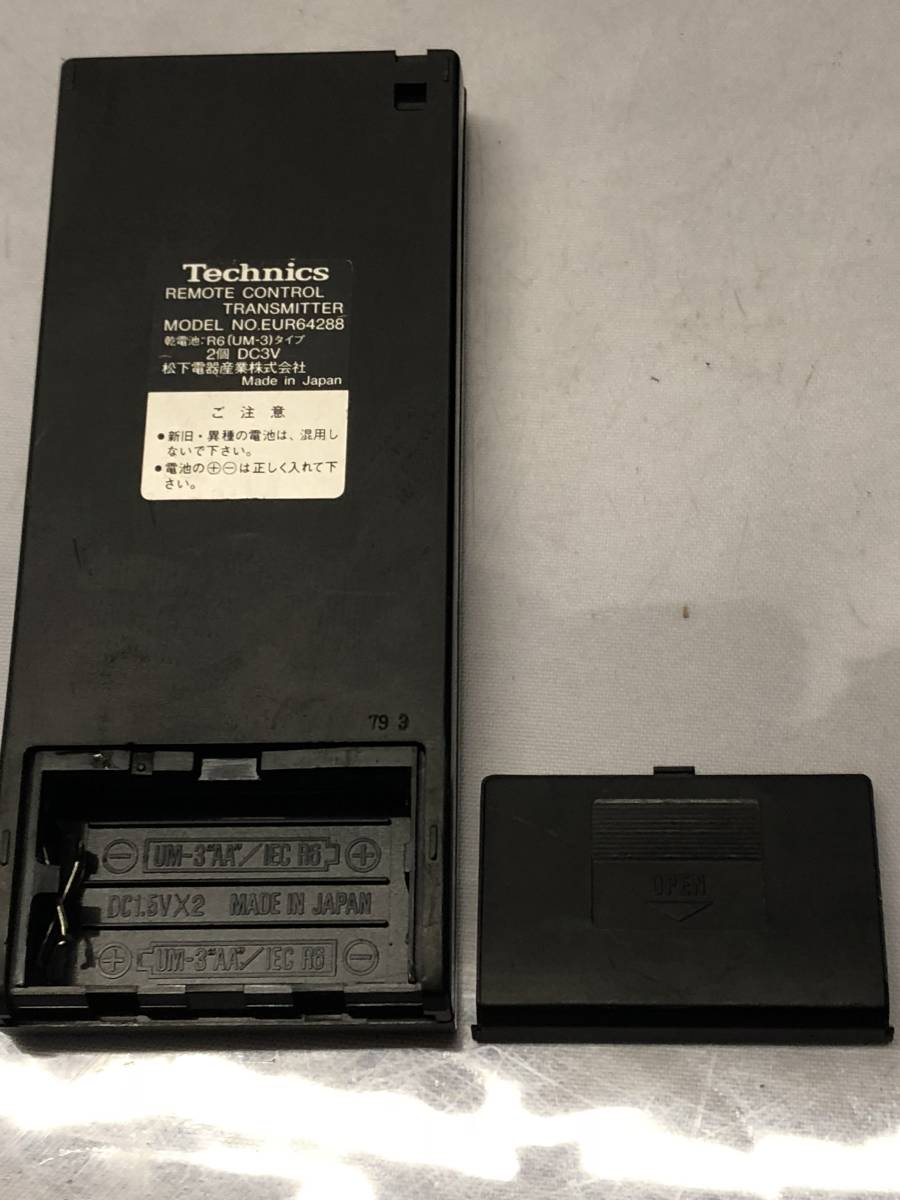 Technics
REMOTE CONTROL
TRANSMITTER
MODEL NO.EUR64288
乾電池:R6(UM-3)タイプ
2個 DC3V
松下電器産業株式会社
Made in Japan
ご注意
●新旧・異種の電池は、混用し
ないで下さい。
●電池の⊕⊖は正しく入れて下
さい。
79 3
⊖ UM-3"AA"/IEC R6 ⊕
DC1.5VX2 MADE IN JAPAN
⊕ UM-3"AA"/IEC R6 ⊖
OPEN